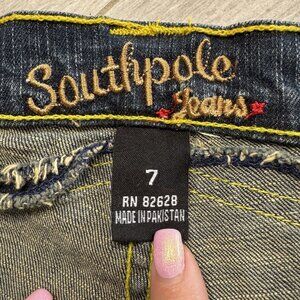 Southpole
Jeans
7
RN 82628
MADE IN PAKISTAN